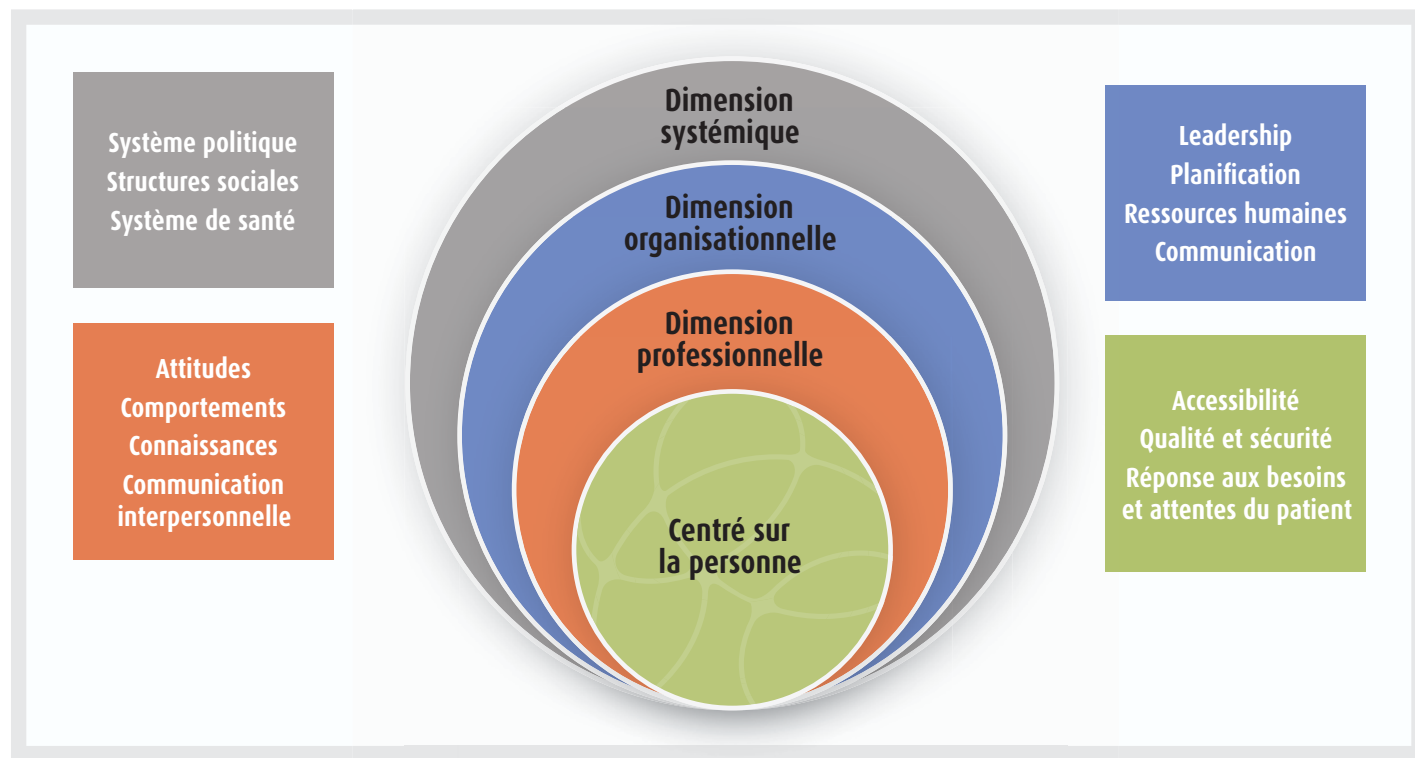 Système politique
Structures sociales
Système de santé
Attitudes
Comportements
Connaissances
Communication
interpersonnelle
Dimension
systémique
Dimension
organisationnelle
Dimension
professionnelle
Centré sur
la personne
Leadership
Planification
Ressources humaines
Communication
Accessibilité
Qualité et sécurité
Réponse aux besoins
et attentes du patient